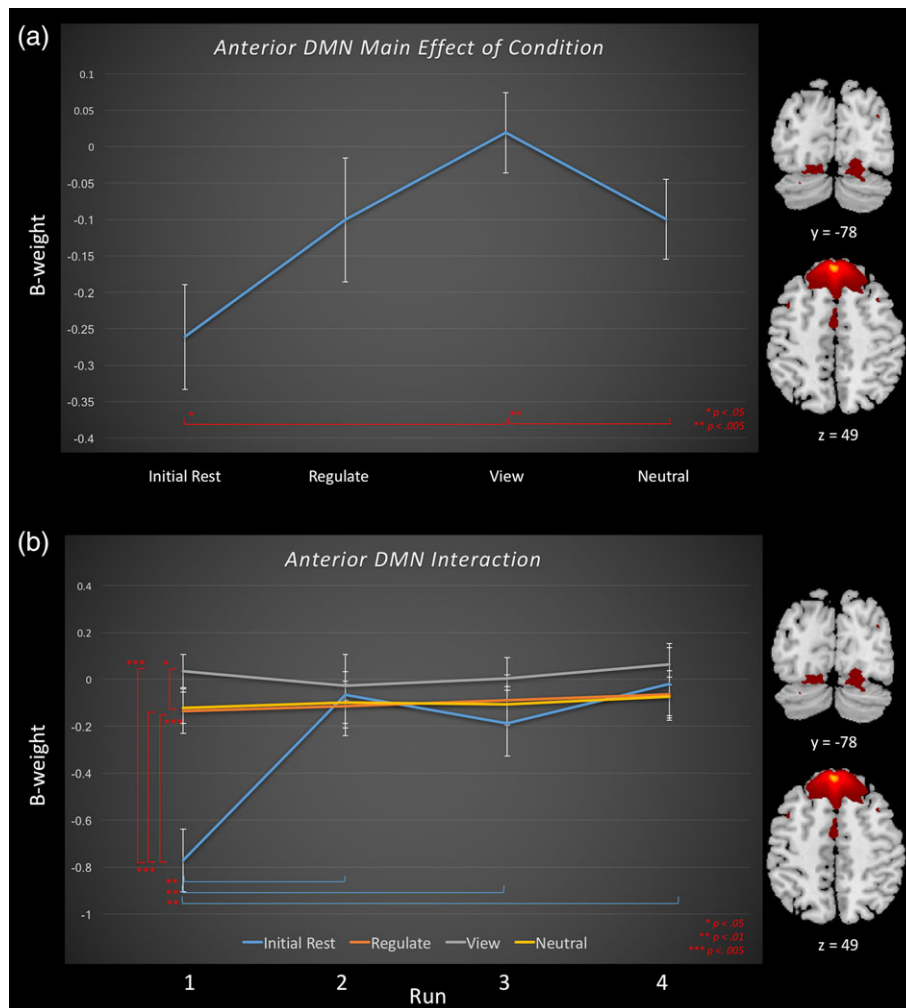 (a)
Anterior DMN Main Effect of Condition
B-weight
0.1
0.05
0
-0.05
-0.1
-0.15
-0.2
-0.25
-0.3
-0.35
-0.4
* **
* p < .05
** p < .005
Initial Rest Regulate View Neutral
y = -78
z = 49
(b)
Anterior DMN Interaction
B-weight
0.4
0.2
0
-0.2
-0.4
-0.6
-0.8
-1
*** *
***
***
**
**
**
* p < .05
** p < .01
*** p < .005
Initial Rest Regulate View Neutral
1 2 3 4
Run
y = -78
z = 49